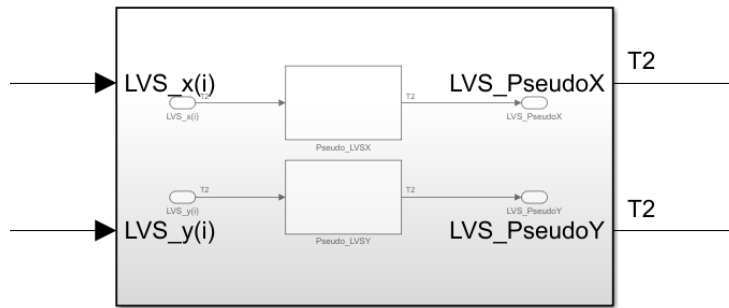 T2
LVS_x(i)
LVS_PseudoX
T2
T2
LVS_x(i)
LVS_PseudoX
Pseudo_LVSX
T2
T2
T2
LVS_y(i)
LVS_PseudoY
LVS_y(i)
LVS_PseudoY
Pseudo_LVSY